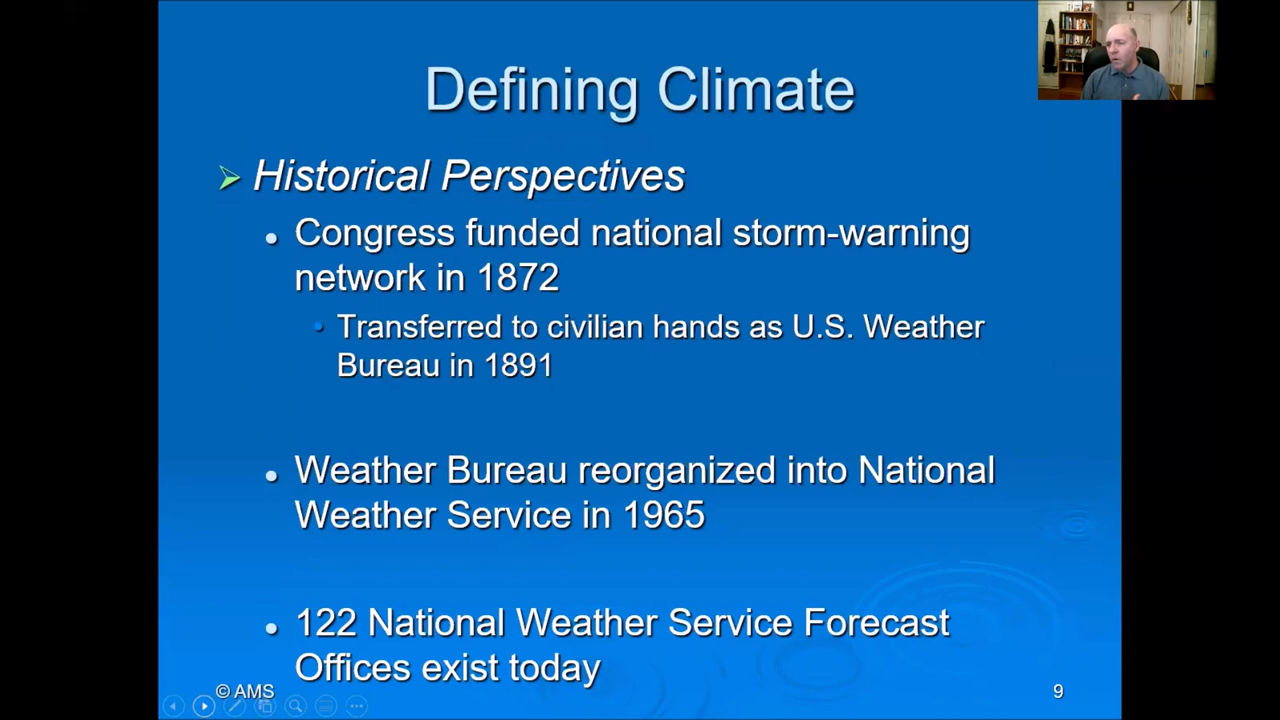 Defining Climate
Historical Perspectives
Congress funded national storm-warning
network in 1872
Transferred to civilian hands as U.S. Weather
Bureau in 1891
Weather Bureau reorganized into National
Weather Service in 1965
122 National Weather Service Forecast
Offices exist today
© AMS
9